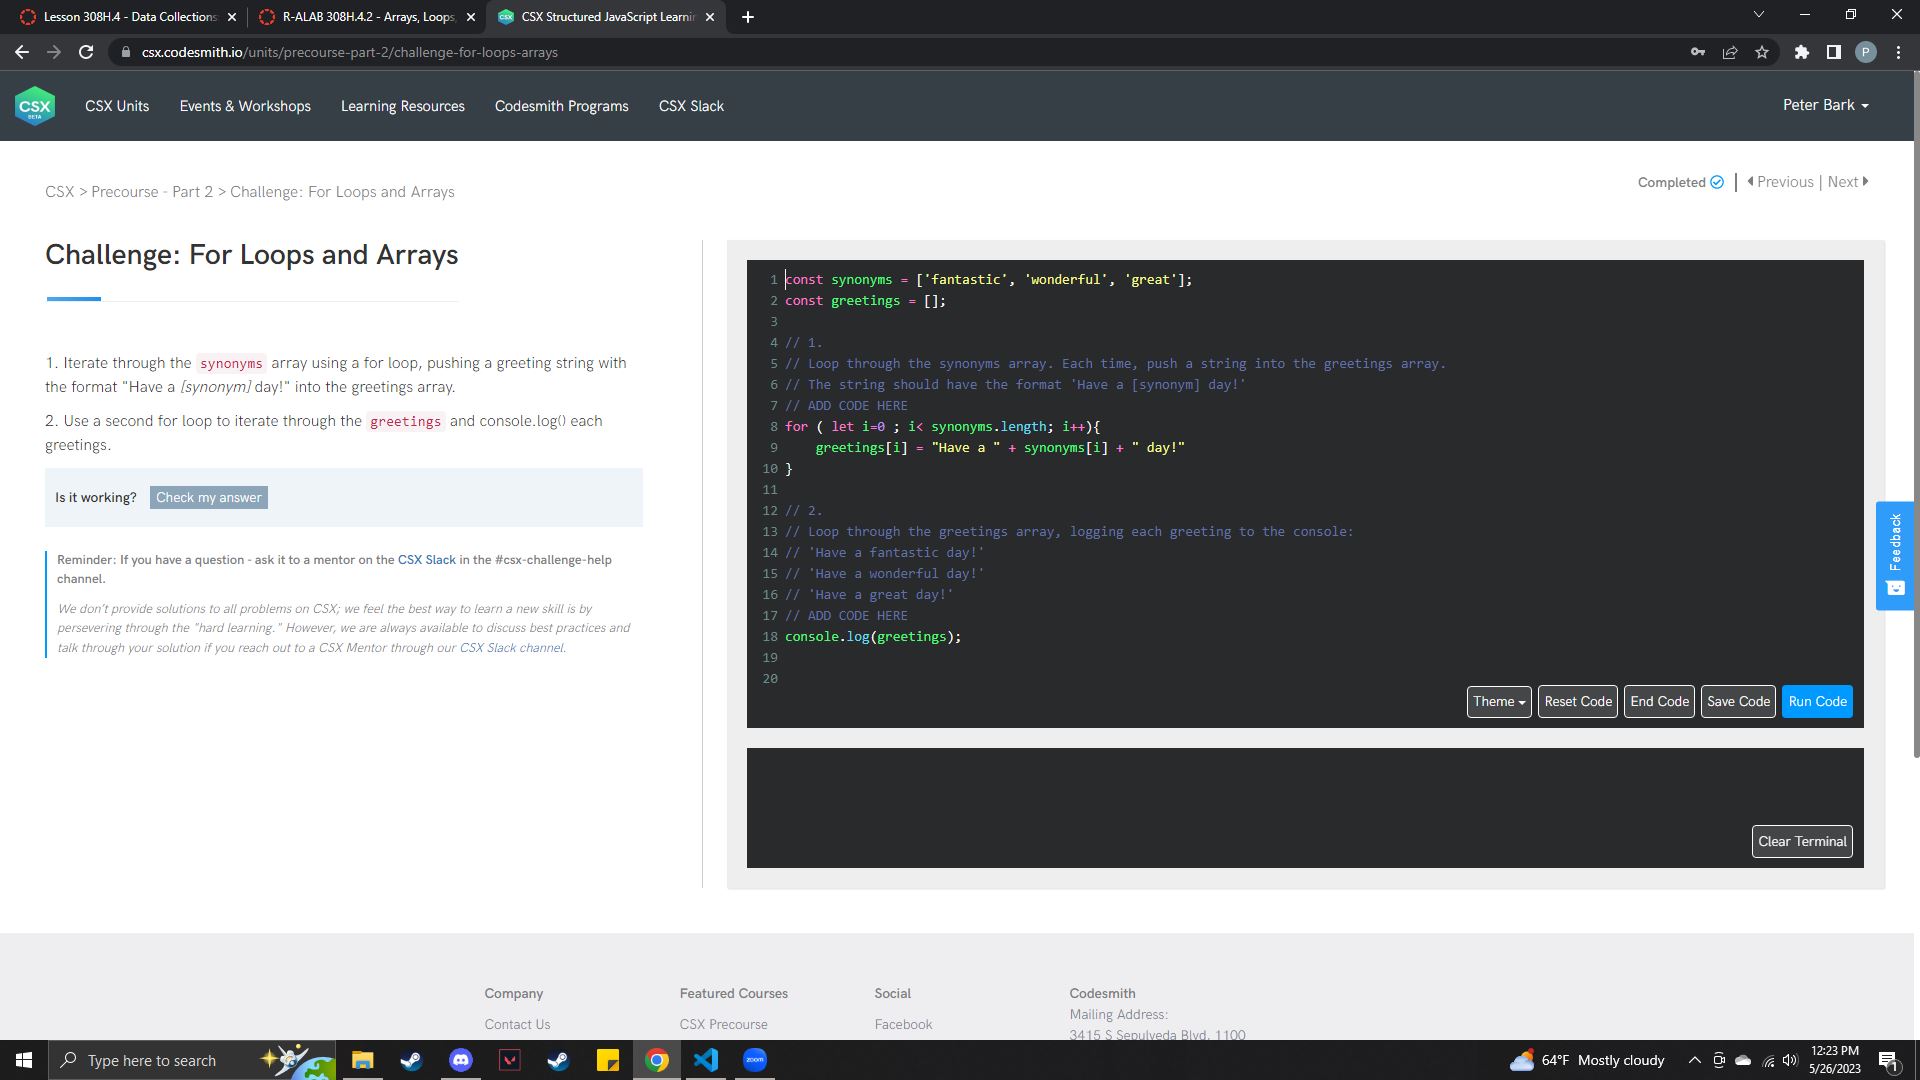 Lesson 308H.4 - Data Collections
R-ALAB 308H.4.2 - Arrays, Loops,
CSX Structured JavaScript Learnin
csx.codesmith.io/units/precourse-part-2/challenge-for-loops-arrays
P
CSX
BETA
CSX Units
Events & Workshops
Learning Resources
Codesmith Programs
CSX Slack
Peter Bark
CSX > Precourse - Part 2 > Challenge: For Loops and Arrays
Completed
Previous | Next
Challenge: For Loops and Arrays
1. Iterate through the synonyms array using a for loop, pushing a greeting string with
the format "Have a [synonym] day!" into the greetings array.
2. Use a second for loop to iterate through the greetings and console.log() each
greetings.
Is it working? Check my answer
Reminder: If you have a question - ask it to a mentor on the CSX Slack in the #csx-challenge-help
channel.
We don't provide solutions to all problems on CSX; we feel the best way to learn a new skill is by
persevering through the "hard learning." However, we are always available to discuss best practices and
talk through your solution if you reach out to a CSX Mentor through our CSX Slack channel.
1 const synonyms = ['fantastic', 'wonderful', 'great'];
2 const greetings = [];
3
4 // 1.
5 // Loop through the synonyms array. Each time, push a string into the greetings array.
6 // The string should have the format 'Have a [synonym] day!'
7 // ADD CODE HERE
8 for ( let i=0 ; i< synonyms.length; i++){
9 greetings[i] = "Have a " + synonyms[i] + " day!"
10 }
11
12 // 2.
13 // Loop through the greetings array, logging each greeting to the console:
14 // 'Have a fantastic day!'
15 // 'Have a wonderful day!'
16 // 'Have a great day!'
17 // ADD CODE HERE
18 console.log(greetings);
19
20
Theme
Reset Code
End Code
Save Code
Run Code
Clear Terminal
Feedback
Company
Contact Us
Featured Courses
CSX Precourse
Social
Facebook
Codesmith
Mailing Address:
3415 S Sepulveda Blvd. 1100
Type here to search
zoom
64°F Mostly cloudy
12:23 PM
5/26/2023
1